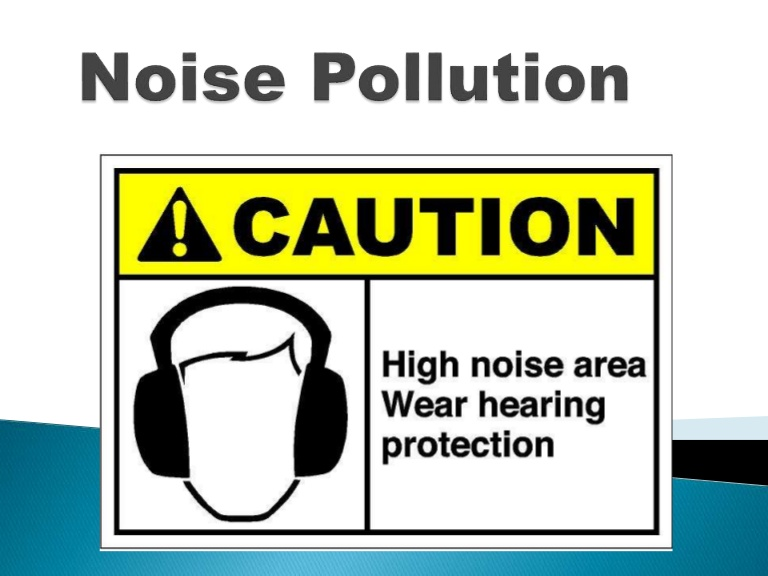 Noise Pollution
CAUTION
High noise area
Wear hearing
protection